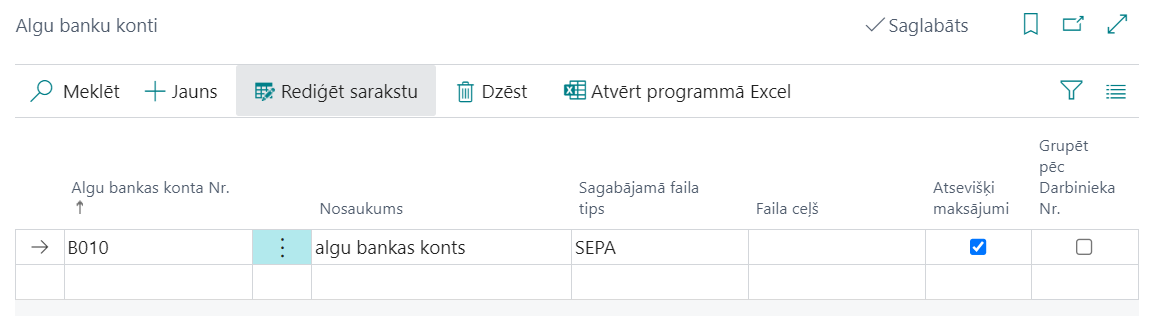 Algu banku konti
Saglabāts
Meklēt Jauns Rediģēt sarakstu Dzēst Atvērt programmā Excel
Algu bankas konta Nr. ↑
Nosaukums
Sagabājamā faila
tips
Faila ceļš
Atsevišķi
maksājumi
Grupēt
pēc
Darbinieka
Nr.
B010 algu bankas konts SEPA